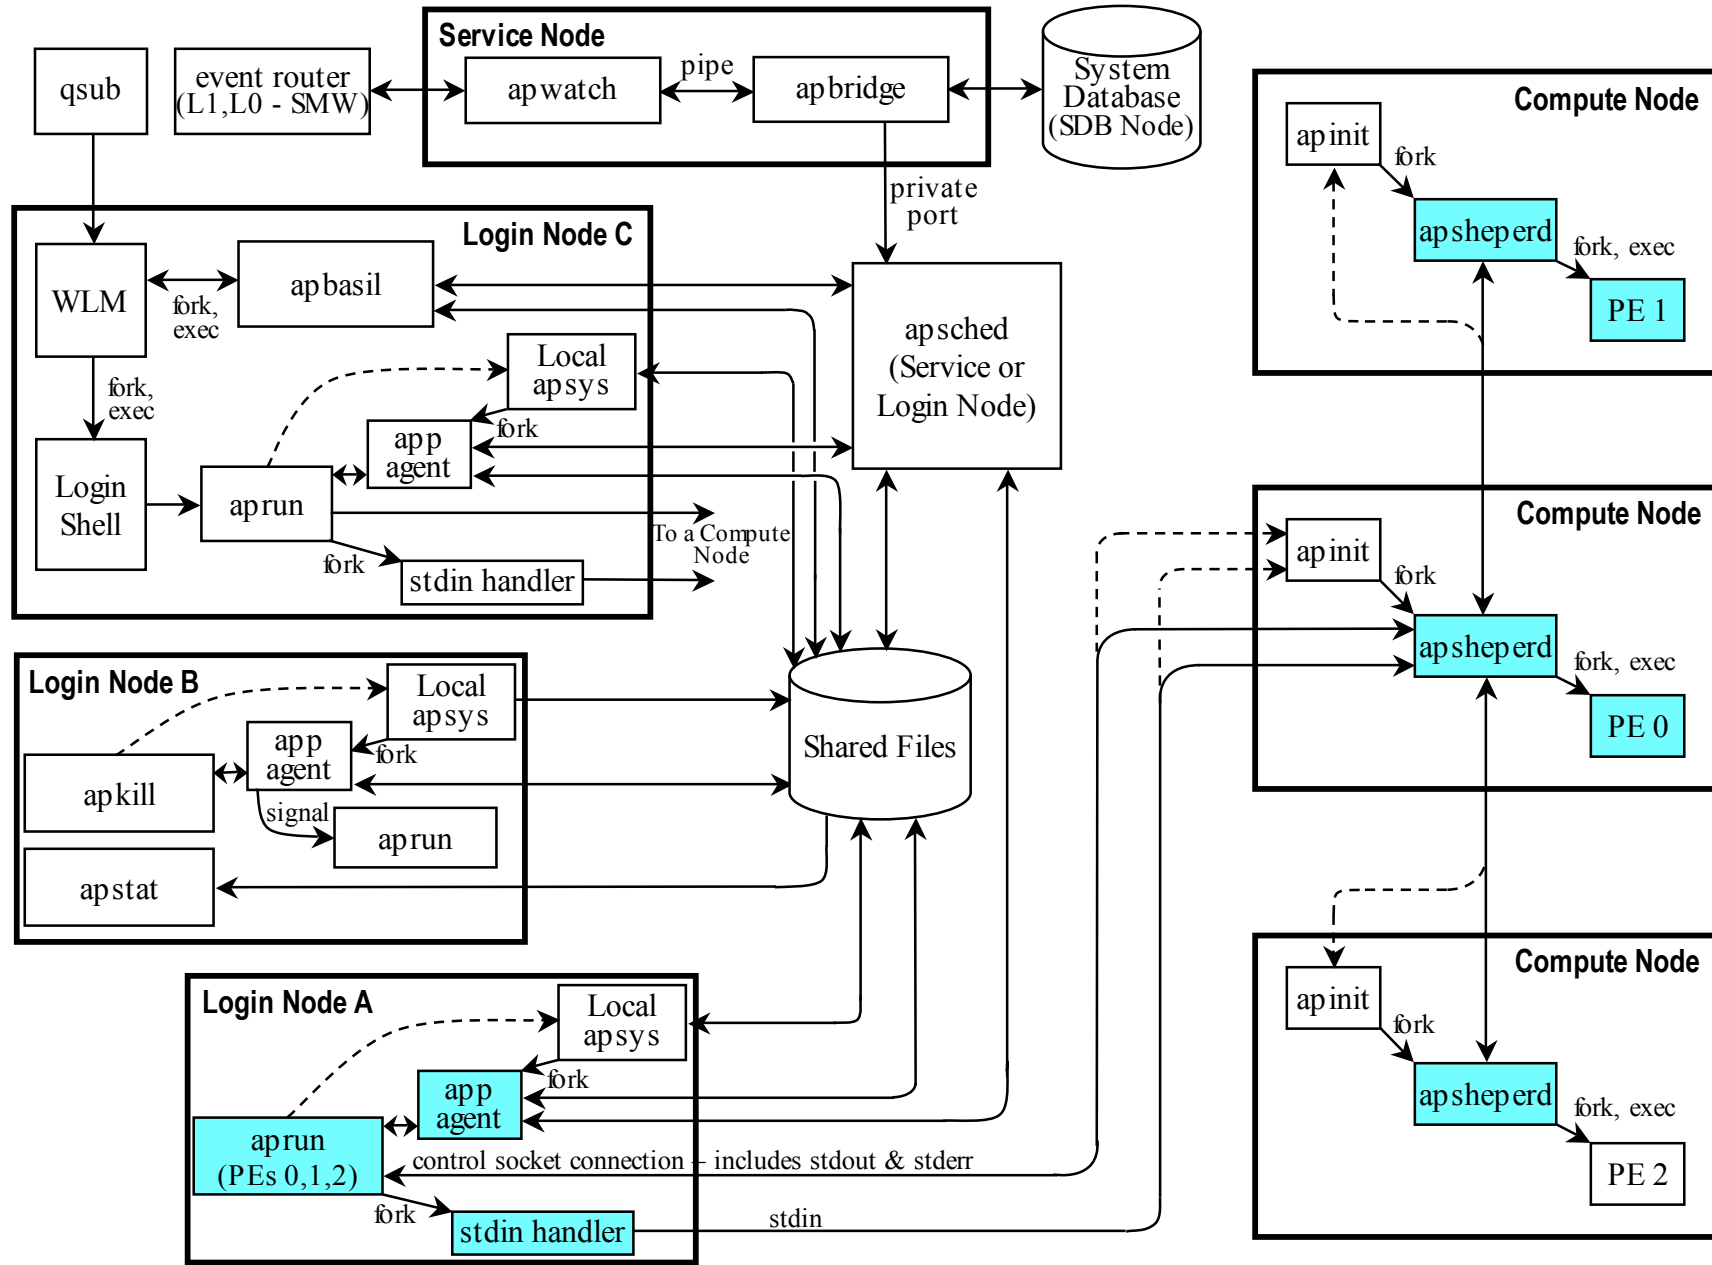 Service Node
qsub
event router
(L1,L0 - SMW)
apwatch
pipe
apbridge
System
Database
(SDB Node)
private
port
Login Node C
WLM
fork,
exec
apbasil
fork,
exec
Login
Shell
aprun
Local
apsys
fork
app
agent
fork
stdin handler
To a Compute
Node
apsched
(Service or
Login Node)
Login Node B
Local
apsys
fork
app
agent
apkill
signal
aprun
apstat
Shared Files
Login Node A
Local
apsys
fork
app
agent
aprun
(PEs 0,1,2)
control socket connection – includes stdout & stderr
fork
stdin handler
stdin
Compute Node
apinit
fork
apsheperd
fork, exec
PE 1
Compute Node
apinit
fork
apsheperd
fork, exec
PE 0
Compute Node
apinit
fork
apsheperd
fork, exec
PE 2